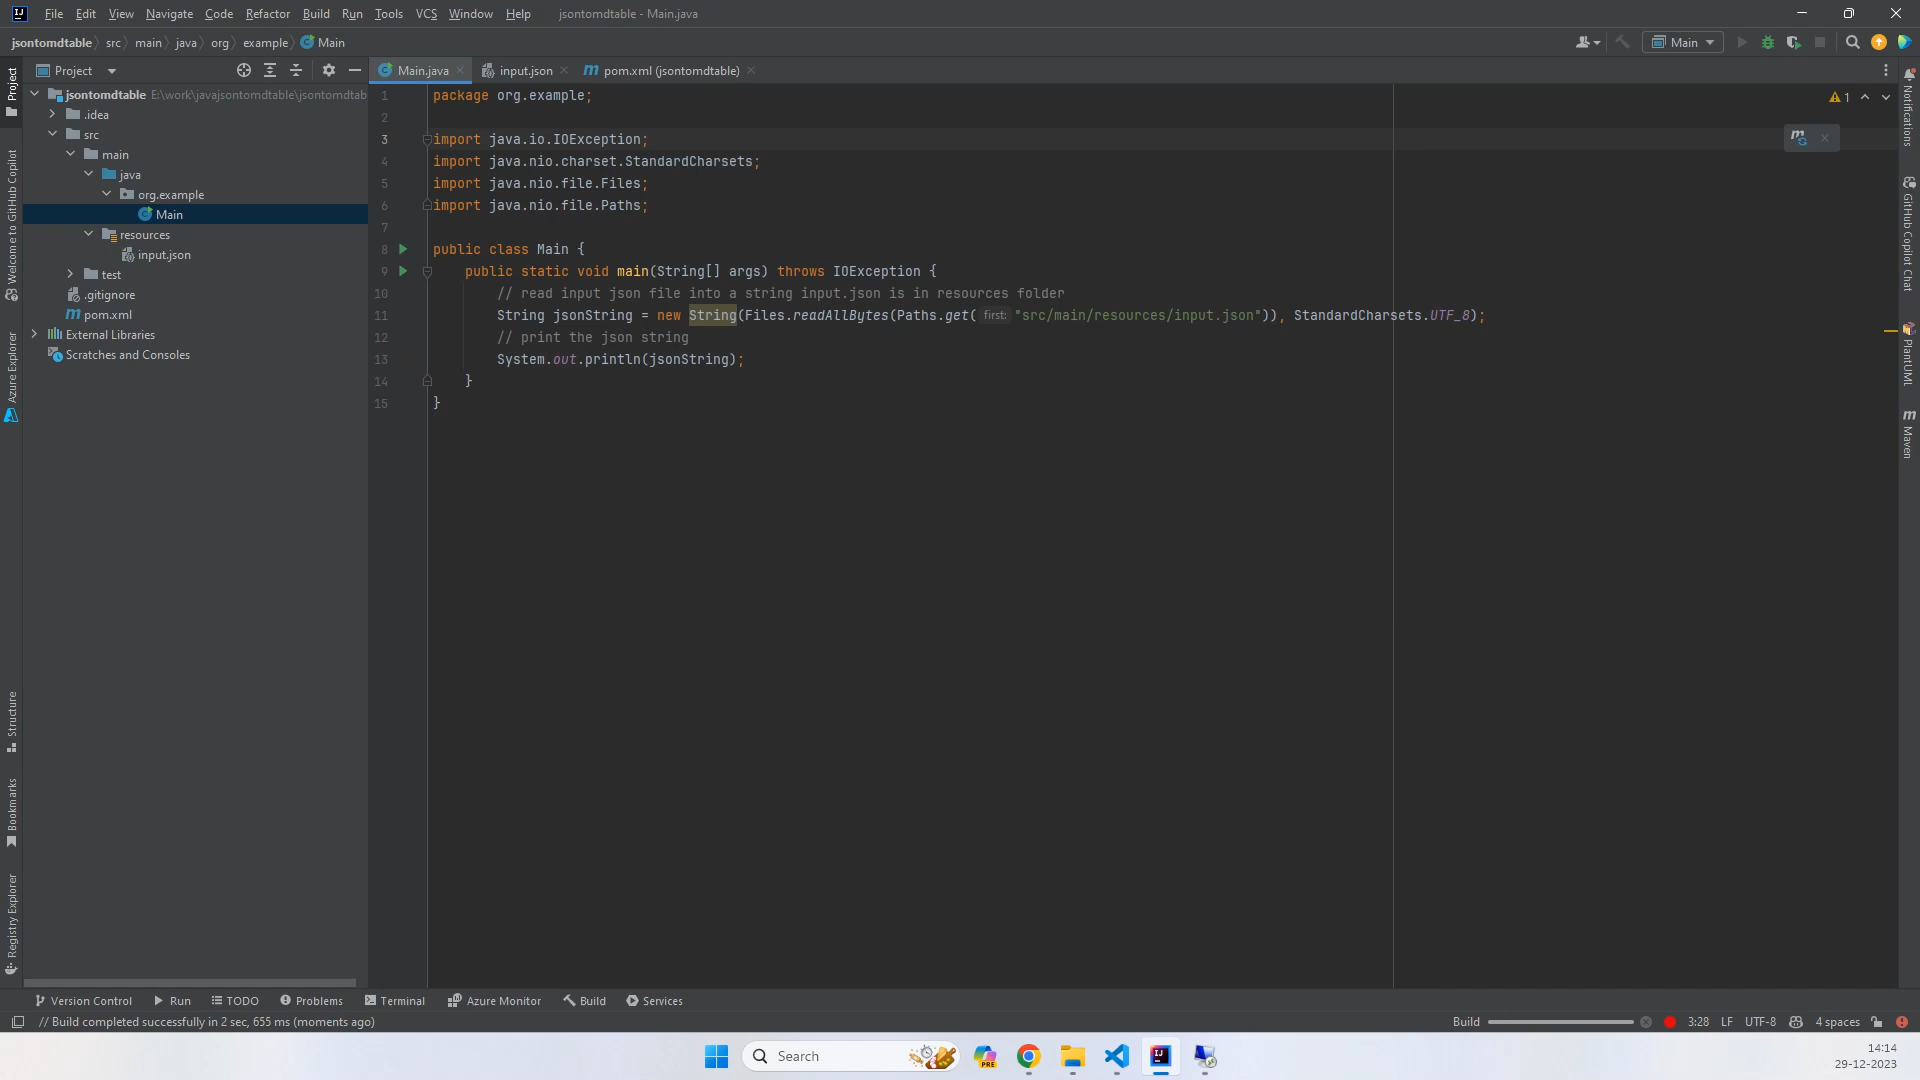 File Edit View Navigate Code Refactor Build Run Tools VCS Window Help jsontomdtable - Main.java
jsontomdtable src main java org example Main
Main
Project
Main.java input.json pom.xml (jsontomdtable)
jsontomdtable E:\work\javajsontomdtable\jsontomdtab
.idea
src
main
java
org.example
Main
resources
input.json
test
.gitignore
pom.xml
External Libraries
Scratches and Consoles
1 package org.example;
2
3 import java.io.IOException;
4 import java.nio.charset.StandardCharsets;
5 import java.nio.file.Files;
6 import java.nio.file.Paths;
7
8 public class Main {
9 public static void main(String[] args) throws IOException {
10 // read input json file into a string input.json is in resources folder
11 String jsonString = new String(Files.readAllBytes(Paths.get( first: "src/main/resources/input.json")), StandardCharsets.UTF_8);
12 // print the json string
13 System.out.println(jsonString);
14 }
15 }
1
Project
Welcome to GitHub Copilot
Azure Explorer
Structure
Bookmarks
Registry Explorer
Notifications
GitHub Copilot Chat
PlantUML
Maven
Version Control Run TODO Problems Terminal Azure Monitor Build Services
// Build completed successfully in 2 sec, 655 ms (moments ago)
Build 3:28 LF UTF-8 4 spaces
Search
PRE
14:14
29-12-2023